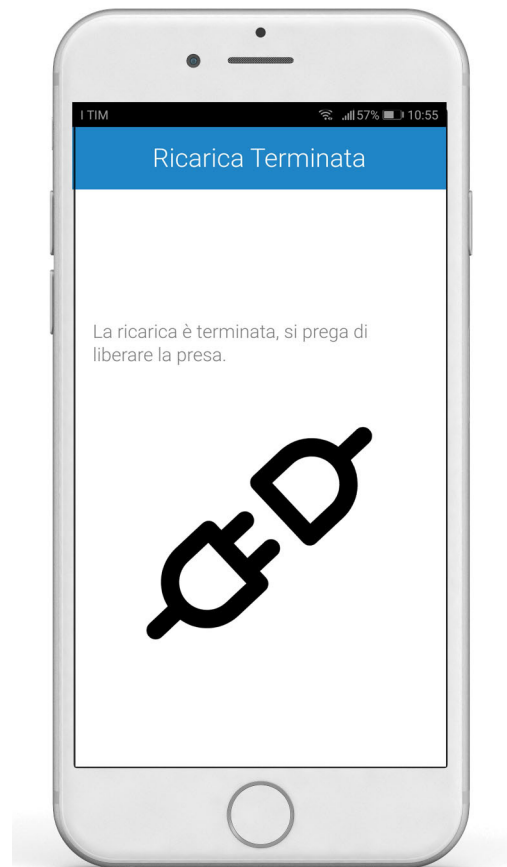 I TIM 57% 10:55
Ricarica Terminata
La ricarica è terminata, si prega di
liberare la presa.